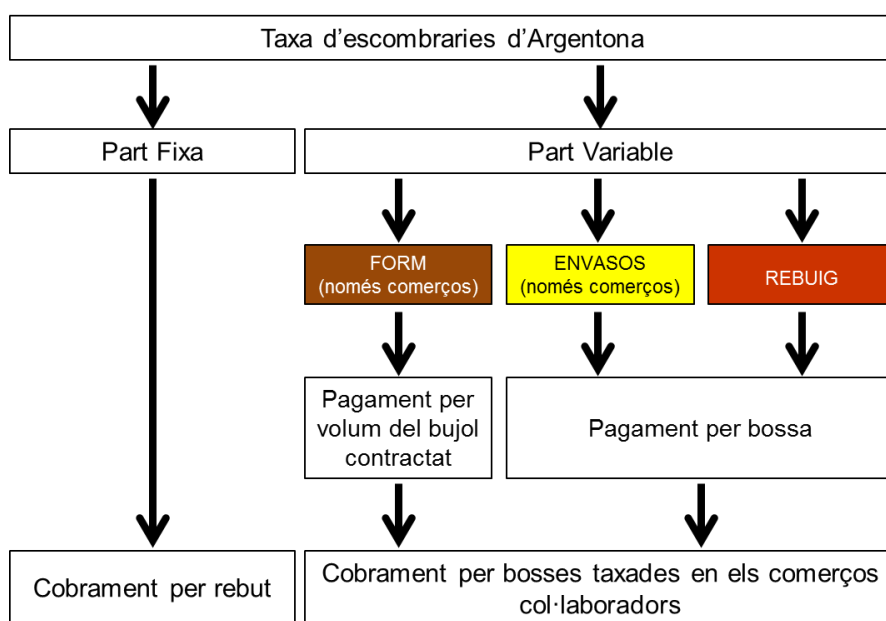 Taxa d'escombraries d'Argentona
Part Fixa
Part Variable
FORM
(només comerços)
ENVASOS
(només comerços)
REBUIG
Pagament per
volum del bujol
contractat
Pagament per bossa
Cobrament per rebut
Cobrament per bosses taxades en els comerços
col·laboradors